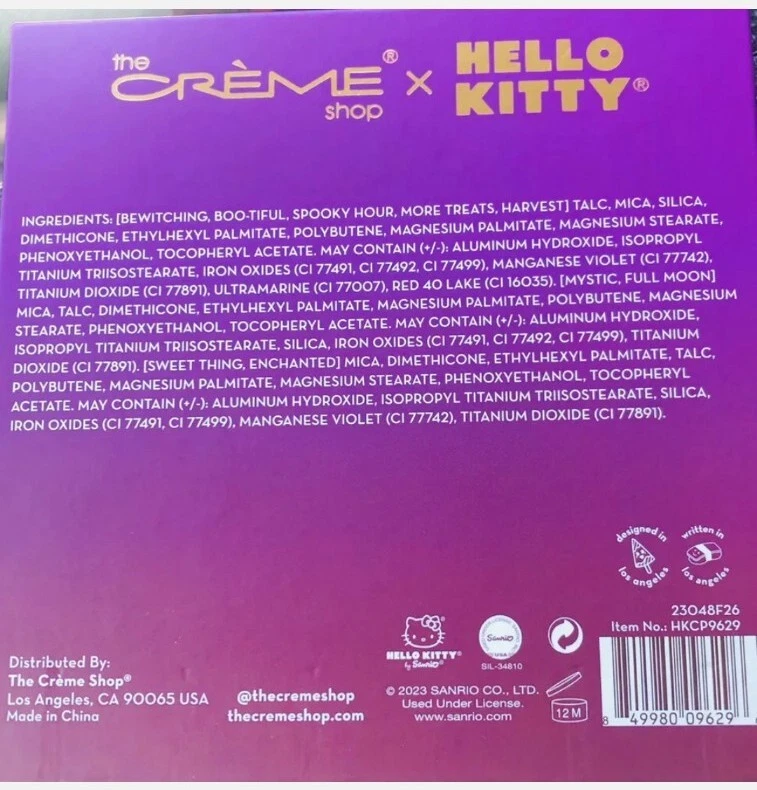 the CRÈME® shop × HELLO KITTY®
INGREDIENTS: [BEWITCHING, BOO-TIFUL, SPOOKY HOUR, MORE TREATS, HARVEST] TALC, MICA, SILICA,
DIMETHICONE, ETHYLHEXYL PALMITATE, POLYBUTENE, MAGNESIUM PALMITATE, MAGNESIUM STEARATE,
PHENOXYETHANOL, TOCOPHERYL ACETATE. MAY CONTAIN (+/-): ALUMINUM HYDROXIDE, ISOPROPYL
TITANIUM TRIISOSTEARATE, IRON OXIDES (CI 77491, CI 77492, CI 77499), MANGANESE VIOLET (CI 77742),
TITANIUM DIOXIDE (CI 77891), ULTRAMARINE (CI 77007), RED 40 LAKE (CI 16035). [MYSTIC, FULL MOON]
MICA, TALC, DIMETHICONE, ETHYLHEXYL PALMITATE, MAGNESIUM PALMITATE, POLYBUTENE, MAGNESIUM
STEARATE, PHENOXYETHANOL, TOCOPHERYL ACETATE. MAY CONTAIN (+/-): ALUMINUM HYDROXIDE,
ISOPROPYL TITANIUM TRIISOSTEARATE, SILICA, IRON OXIDES (CI 77491, CI 77492, CI 77499), TITANIUM
DIOXIDE (CI 77891). [SWEET THING, ENCHANTED] MICA, DIMETHICONE, ETHYLHEXYL PALMITATE, TALC,
POLYBUTENE, MAGNESIUM PALMITATE, MAGNESIUM STEARATE, PHENOXYETHANOL, TOCOPHERYL
ACETATE. MAY CONTAIN (+/-): ALUMINUM HYDROXIDE, ISOPROPYL TITANIUM TRIISOSTEARATE, SILICA,
IRON OXIDES (CI 77491, CI 77499), MANGANESE VIOLET (CI 77742), TITANIUM DIOXIDE (CI 77891).
designed in los angeles
written in los angeles
23048F26
Item No.: HKCP9629
Distributed By:
The Crème Shop®
Los Angeles, CA 90065 USA
Made in China
@thecremeshop
thecremeshop.com
HELLO KITTY®
by Sanrio®
Sanrio
USA
SIL-34810
© 2023 SANRIO CO., LTD.
Used Under License.
www.sanrio.com
12 M
8 49980 09629